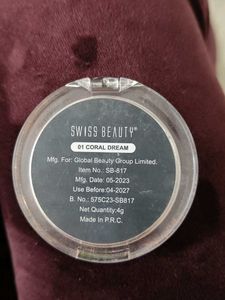 SWISS BEAUTY®
01 CORAL DREAM
Mfg. For: Global Beauty Group Limited.
Item No.: SB-817
Mfg. Date: 05-2023
Use Before:04-2027
B. No.: 575C23-SB817
Net Quantity:4g
Made In P.R.C.